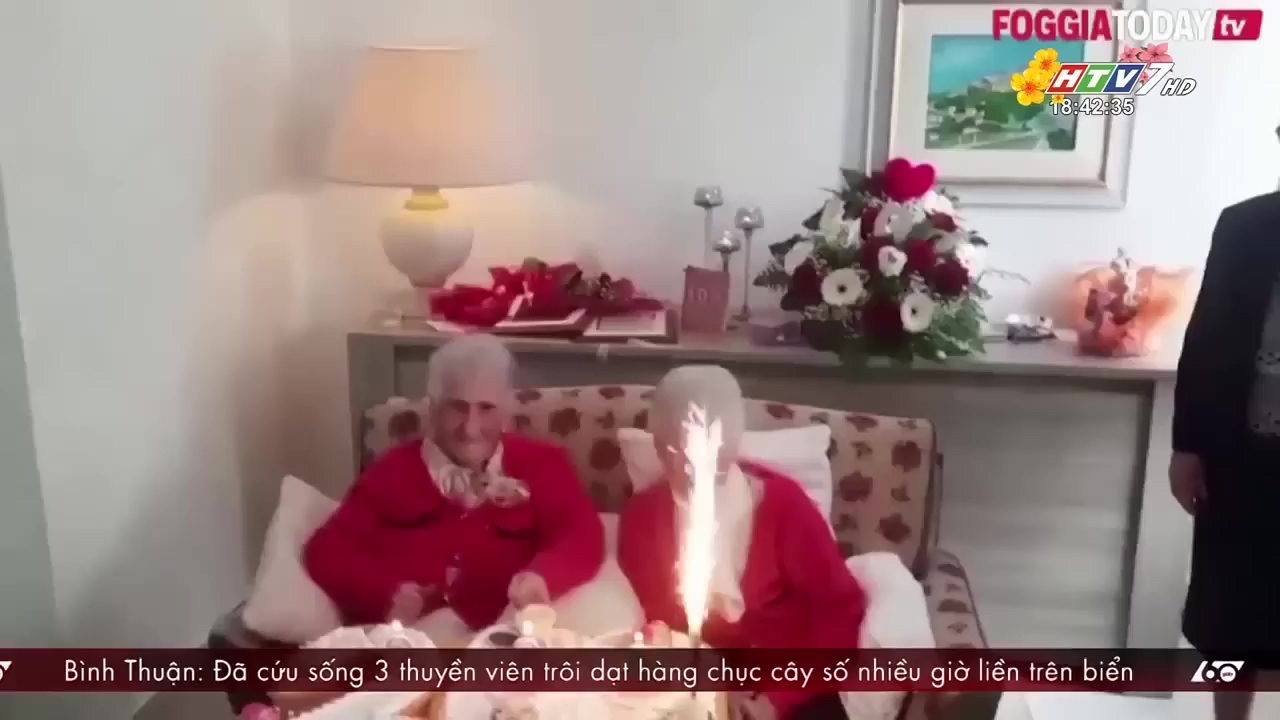 FOGGIATODAY tv
HTV7 HD
18:42:35
Bình Thuận: Đã cứu sống 3 thuyền viên trôi dạt hàng chục cây số nhiều giờ liền trên biển